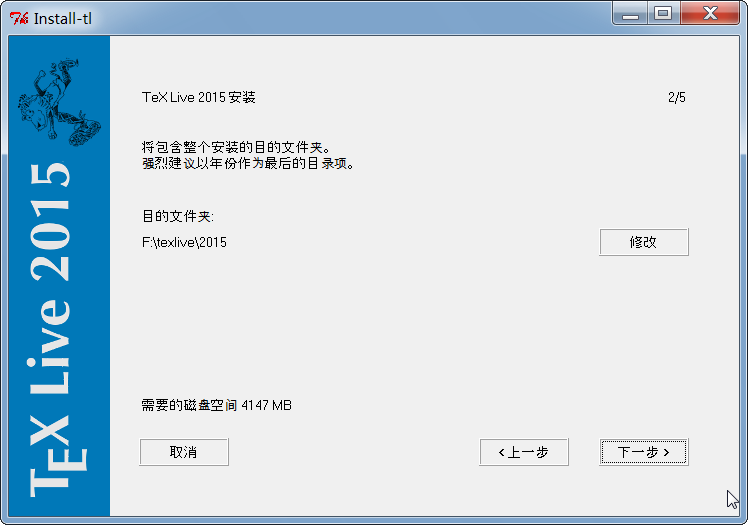 Install-tl
TeX Live 2015
TeX Live 2015 安装
2/5
将包含整个安装的目的文件夹。
强烈建议以年份作为最后的目录项。
目的文件夹:
F:\texlive\2015
修改
需要的磁盘空间 4147 MB
取消
‹ 上一步
下一步 ›